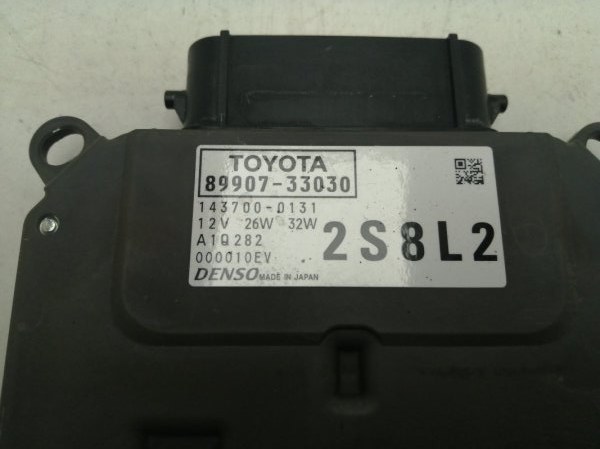 TOYOTA
89907-33030
143700-0131
12V 26W 32W
A1Q282
000010EV
2S8L2
DENSO MADE IN JAPAN